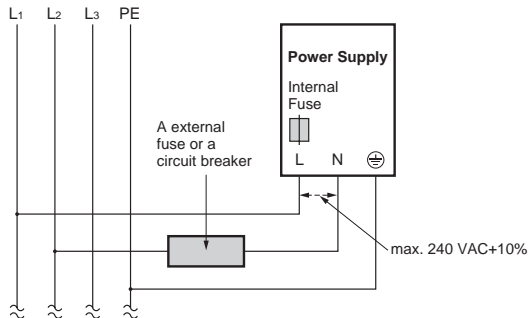 L1 L2 L3 PE
Power Supply
Internal
Fuse
L N
A external
fuse or a
circuit breaker
max. 240 VAC+10%